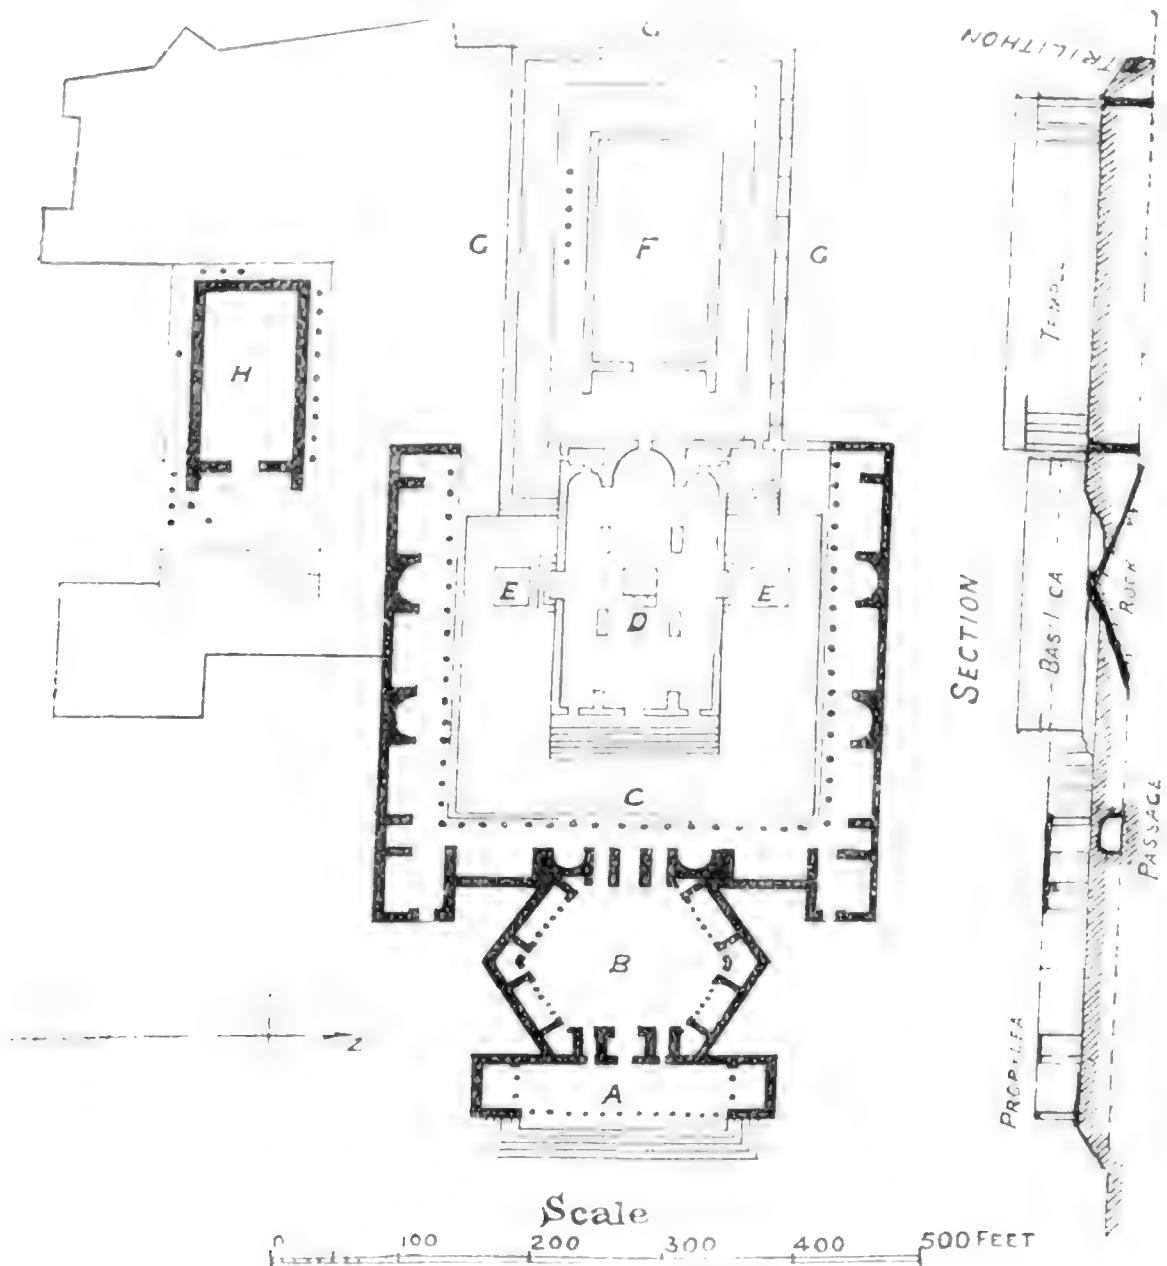 G
TRILITHON
G
F
G
TEMPLE
H
E
E
D
BASILICA
ROCK
SECTION
C
PASSAGE
B
Z
A
PROPYLEA
Scale
0 100 200 300 400 500 FEET